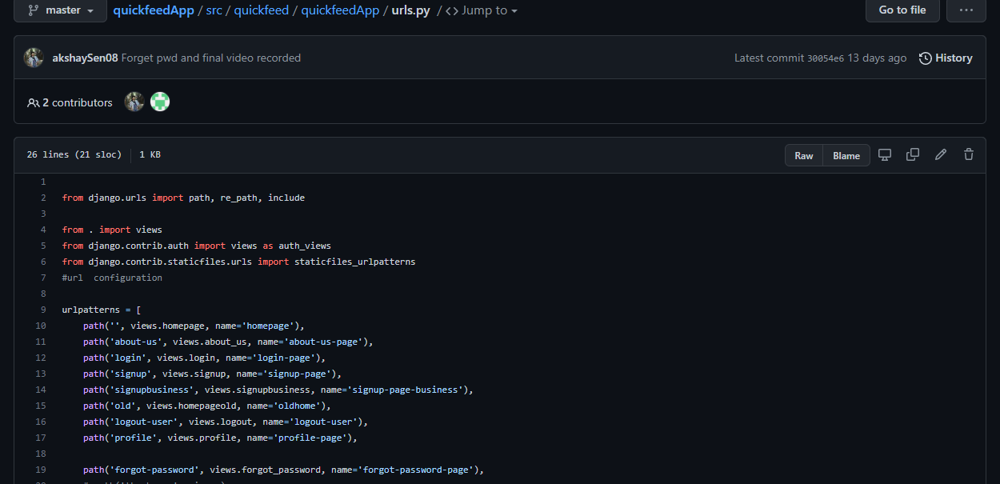 master quickfeedApp / src / quickfeed / quickfeedApp / urls.py / <> Jump to Go to file ...
akshaySen08 Forget pwd and final video recorded Latest commit 30054e6 13 days ago History
2 contributors
26 lines (21 sloc) 1 KB Raw Blame
1
2 from django.urls import path, re_path, include
3
4 from . import views
5 from django.contrib.auth import views as auth_views
6 from django.contrib.staticfiles.urls import staticfiles_urlpatterns
7 #url  configuration
8
9 urlpatterns = [
10     path('', views.homepage, name='homepage'),
11     path('about-us', views.about_us, name='about-us-page'),
12     path('login', views.login, name='login-page'),
13     path('signup', views.signup, name='signup-page'),
14     path('signupbusiness', views.signupbusiness, name='signup-page-business'),
15     path('old', views.homepageold, name='oldhome'),
16     path('logout-user', views.logout, name='logout-user'),
17     path('profile', views.profile, name='profile-page'),
18
19     path('forgot-password', views.forgot_password, name='forgot-password-page'),